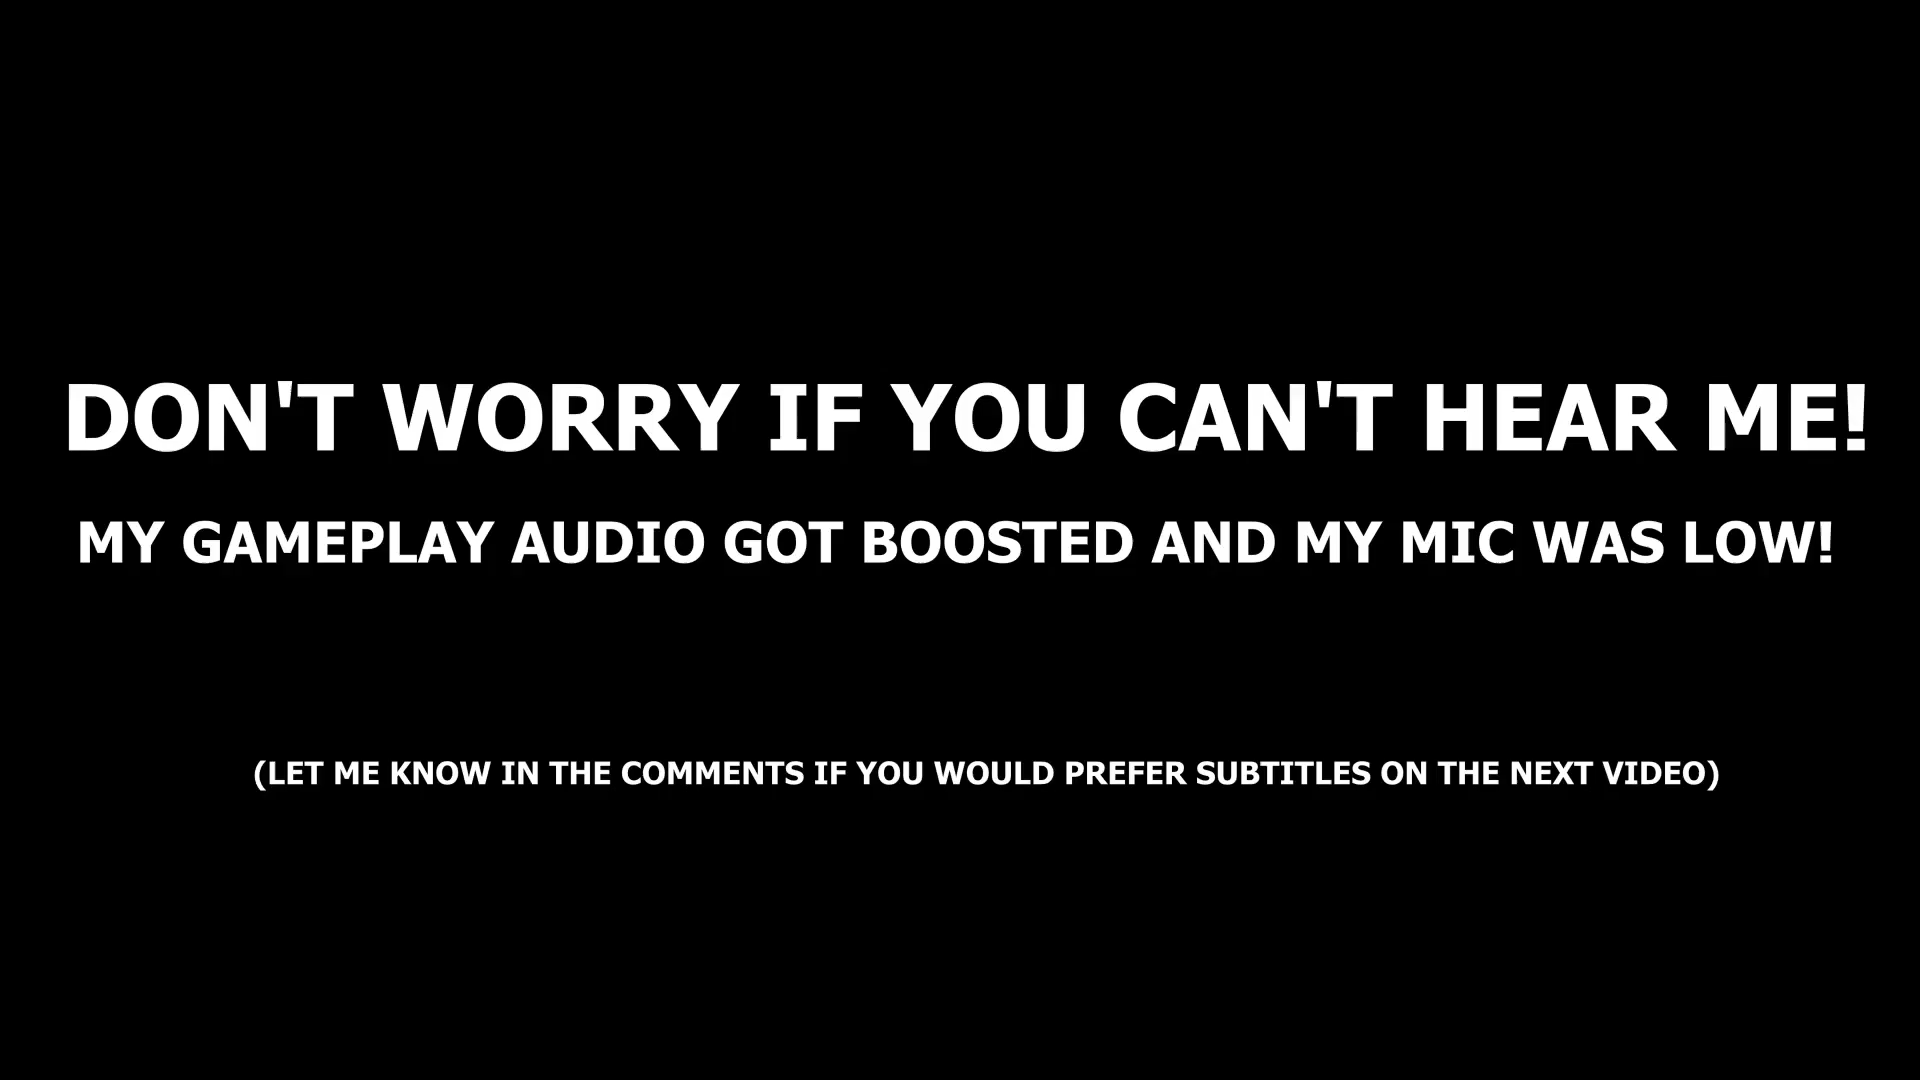 DON'T WORRY IF YOU CAN'T HEAR ME!
MY GAMEPLAY AUDIO GOT BOOSTED AND MY MIC WAS LOW!
(LET ME KNOW IN THE COMMENTS IF YOU WOULD PREFER SUBTITLES ON THE NEXT VIDEO)